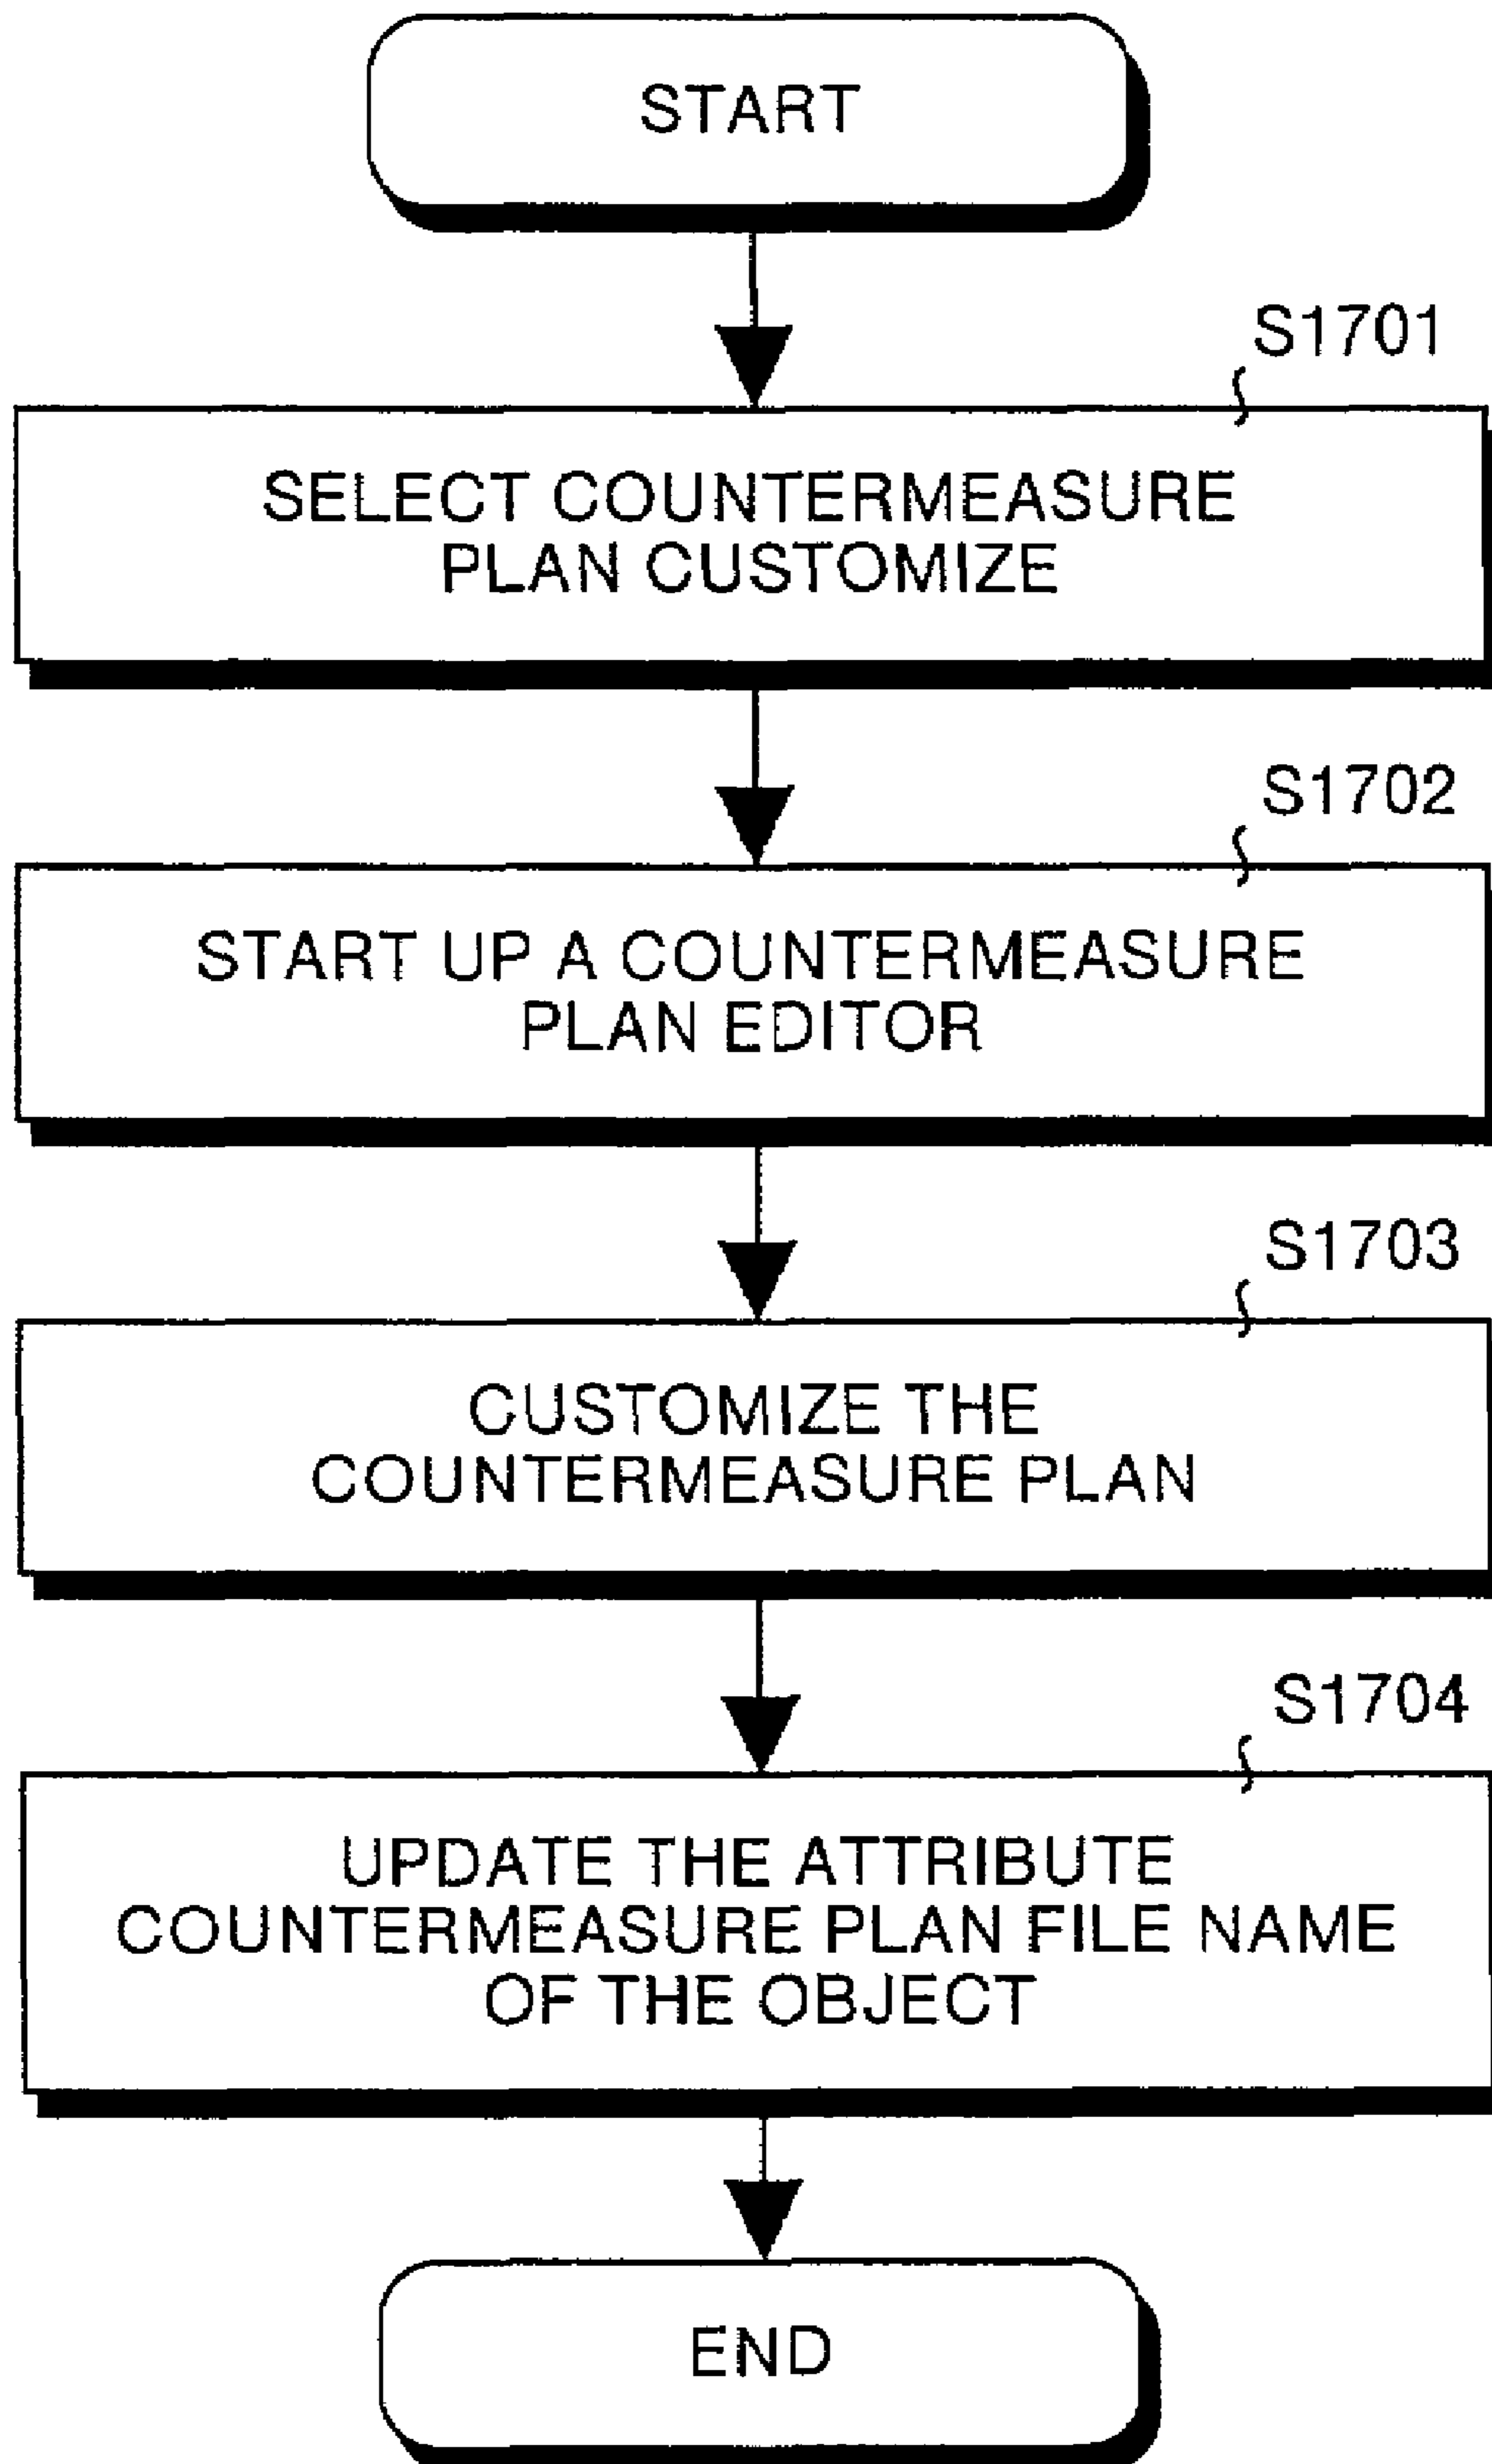 START
S1701
SELECT COUNTERMEASURE
PLAN CUSTOMIZE
S1702
START UP A COUNTERMEASURE
PLAN EDITOR
S1703
CUSTOMIZE THE
COUNTERMEASURE PLAN
S1704
UPDATE THE ATTRIBUTE
COUNTERMEASURE PLAN FILE NAME
OF THE OBJECT
END